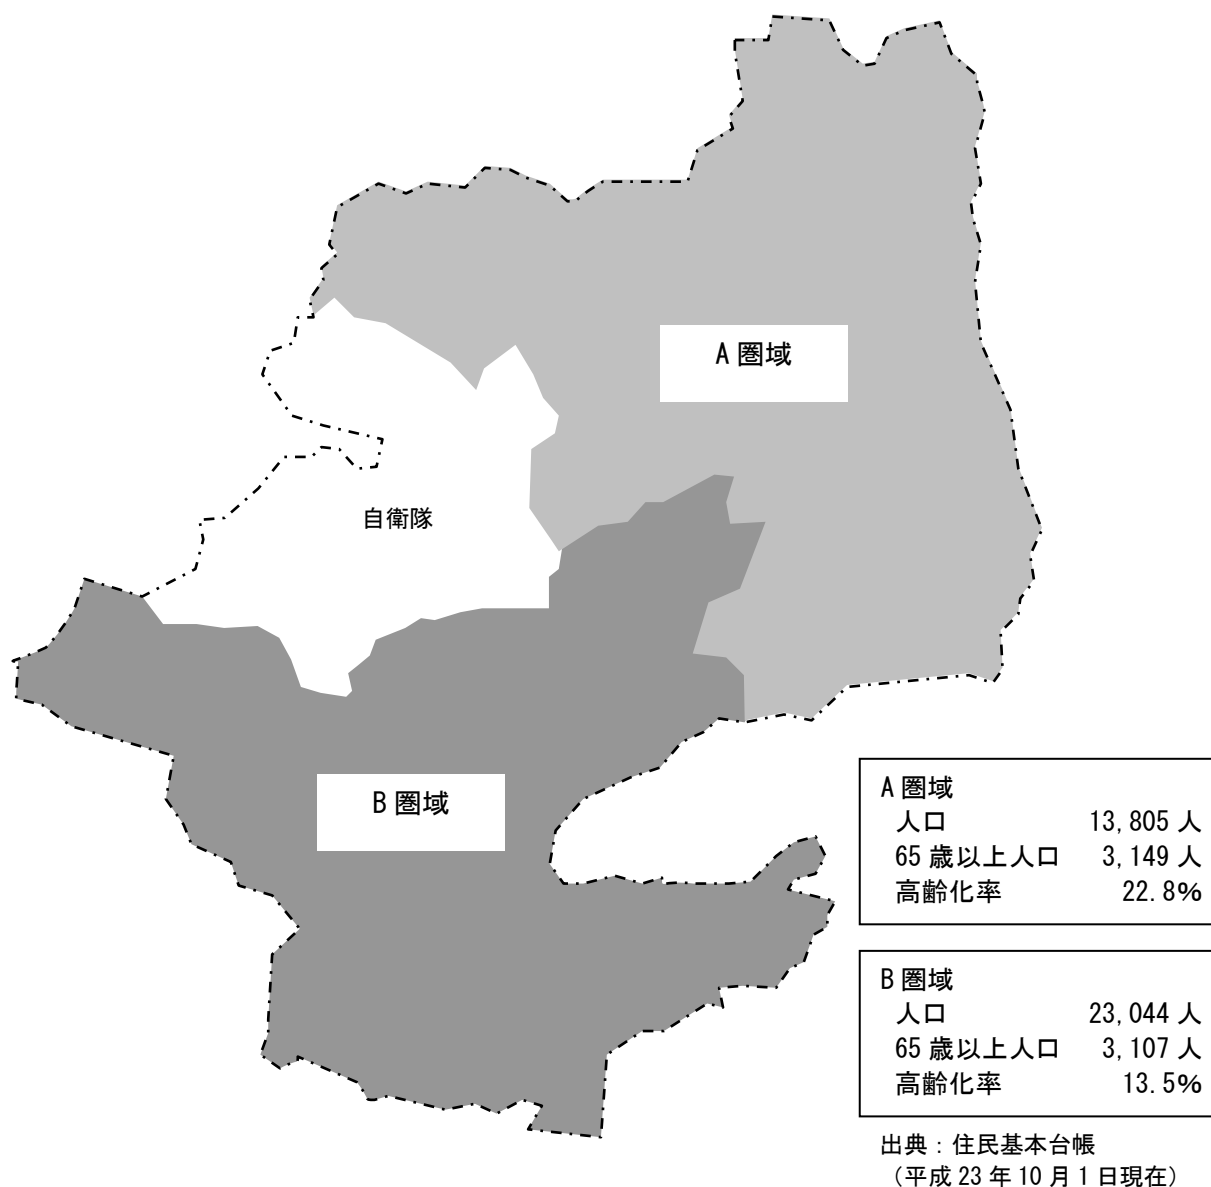 A圏域
自衛隊
B圏域
A圏域
人口 13,805人
65歳以上人口 3,149人
高齢化率 22.8%
B圏域
人口 23,044人
65歳以上人口 3,107人
高齢化率 13.5%
出典：住民基本台帳
（平成23年10月1日現在）